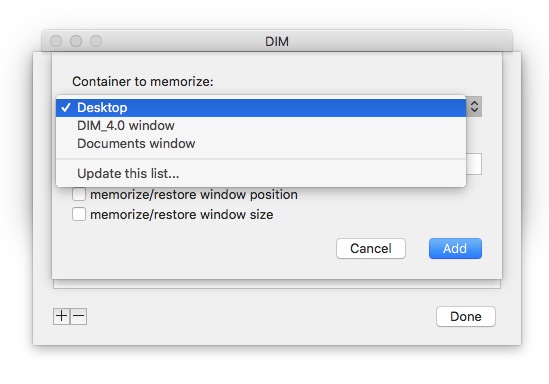 DIM
Container to memorize:
✓ Desktop
DIM_4.0 window
Documents window
Update this list...
memorize/restore window position
memorize/restore window size
Cancel
Add
+ −
Done